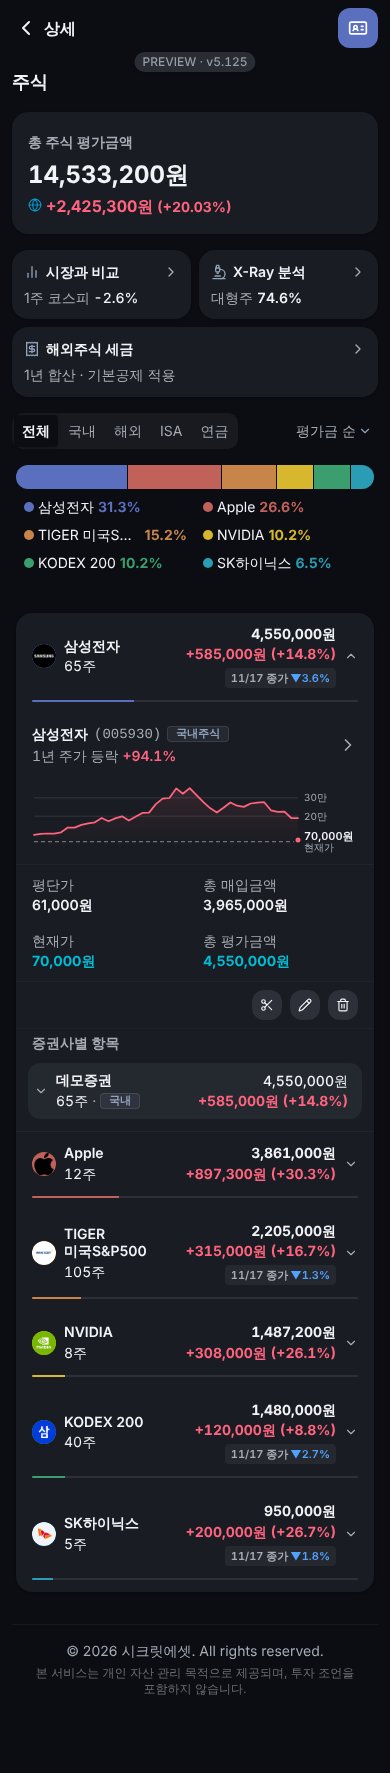 상세
PREVIEW · v5.125
주식
총 주식 평가금액
14,533,200원
+2,425,300원 (+20.03%)
시장과 비교
1주 코스피 -2.6%
X-Ray 분석
대형주 74.6%
해외주식 세금
1년 합산 · 기본공제 적용
전체 국내 해외 ISA 연금 평가금 순
삼성전자 31.3% Apple 26.6%
TIGER 미국S... 15.2% NVIDIA 10.2%
KODEX 200 10.2% SK하이닉스 6.5%
SAMSUNG
삼성전자
65주
4,550,000원
+585,000원 (+14.8%)
11/17 종가 ▼3.6%
삼성전자 (005930) 국내주식
1년 주가 등락 +94.1%
30만
20만
70,000원
현재가
평단가 총 매입금액
61,000원 3,965,000원
현재가 총 평가금액
70,000원 4,550,000원
증권사별 항목
데모증권 4,550,000원
65주 · 국내 +585,000원 (+14.8%)
Apple 3,861,000원
12주 +897,300원 (+30.3%)
TIGER
미국S&P500
105주
2,205,000원
+315,000원 (+16.7%)
11/17 종가 ▼1.3%
NVIDIA 1,487,200원
8주 +308,000원 (+26.1%)
삼
KODEX 200
40주
1,480,000원
+120,000원 (+8.8%)
11/17 종가 ▼2.7%
SK하이닉스
5주
950,000원
+200,000원 (+26.7%)
11/17 종가 ▼1.8%
© 2026 시크릿에셋. All rights reserved.
본 서비스는 개인 자산 관리 목적으로 제공되며, 투자 조언을
포함하지 않습니다.